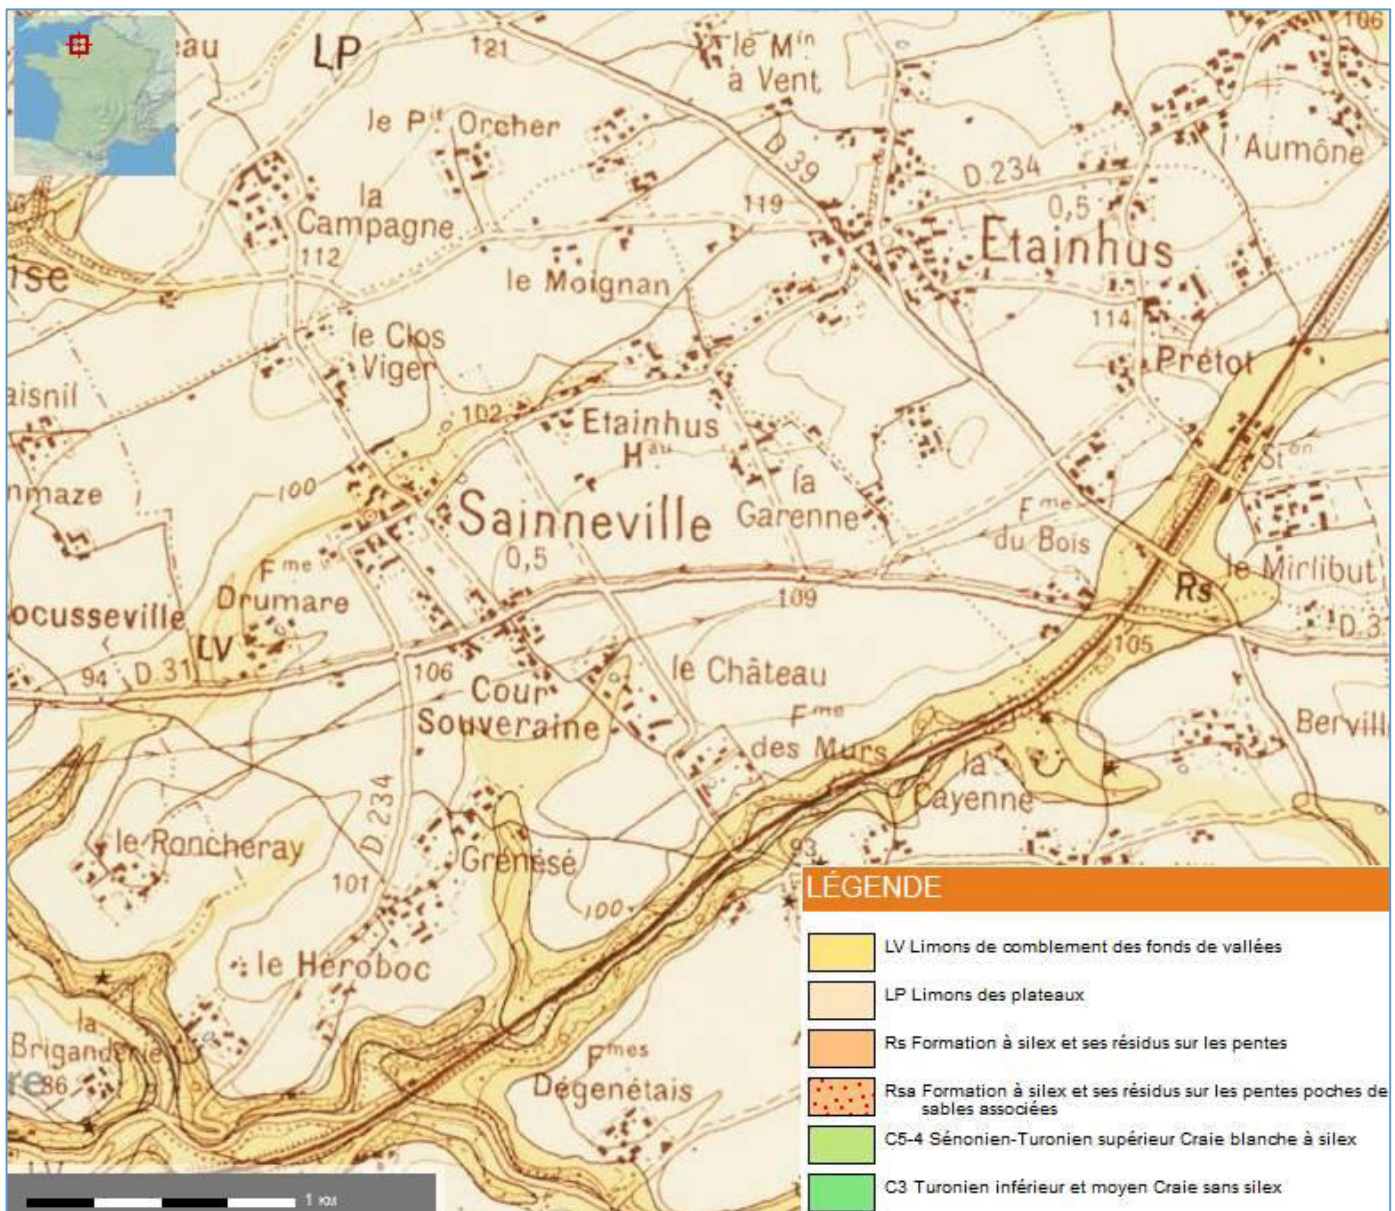 LP
121
le Mⁱⁿ
à Vent
106
le Pᵗⁱᵗ Orcher
D 39
l'Aumône
D.234
la
Campagne
119
0,5
Etainhus
112
le Moignan
114
le Clos
Viger
Prétot
102
Etainhus
Hᵃᵘ
Stᵒⁿ
100
la
Garenne
Sainneville
Fᵐᵉ
du Bois
0,5
le Mirlibut
Fᵐᵉ
Drumare
Rs
109
LV
D.31
105
94
D 31
106
le Château
Cour
Souveraine
Fᵐᵉ
des Murs
la
Cayenne
D 234
le Roncheray
Grénésé
93
101
100
le Héroboc
la
Briganderie
86
Fᵐᵉˢ
Dégenétais
LÉGENDE
LV Limons de comblement des fonds de vallées
LP Limons des plateaux
Rs Formation à silex et ses résidus sur les pentes
Rsa Formation à silex et ses résidus sur les pentes poches de
sables associées
C5-4 Sénonien-Turonien supérieur Craie blanche à silex
C3 Turonien inférieur et moyen Craie sans silex
1 KM